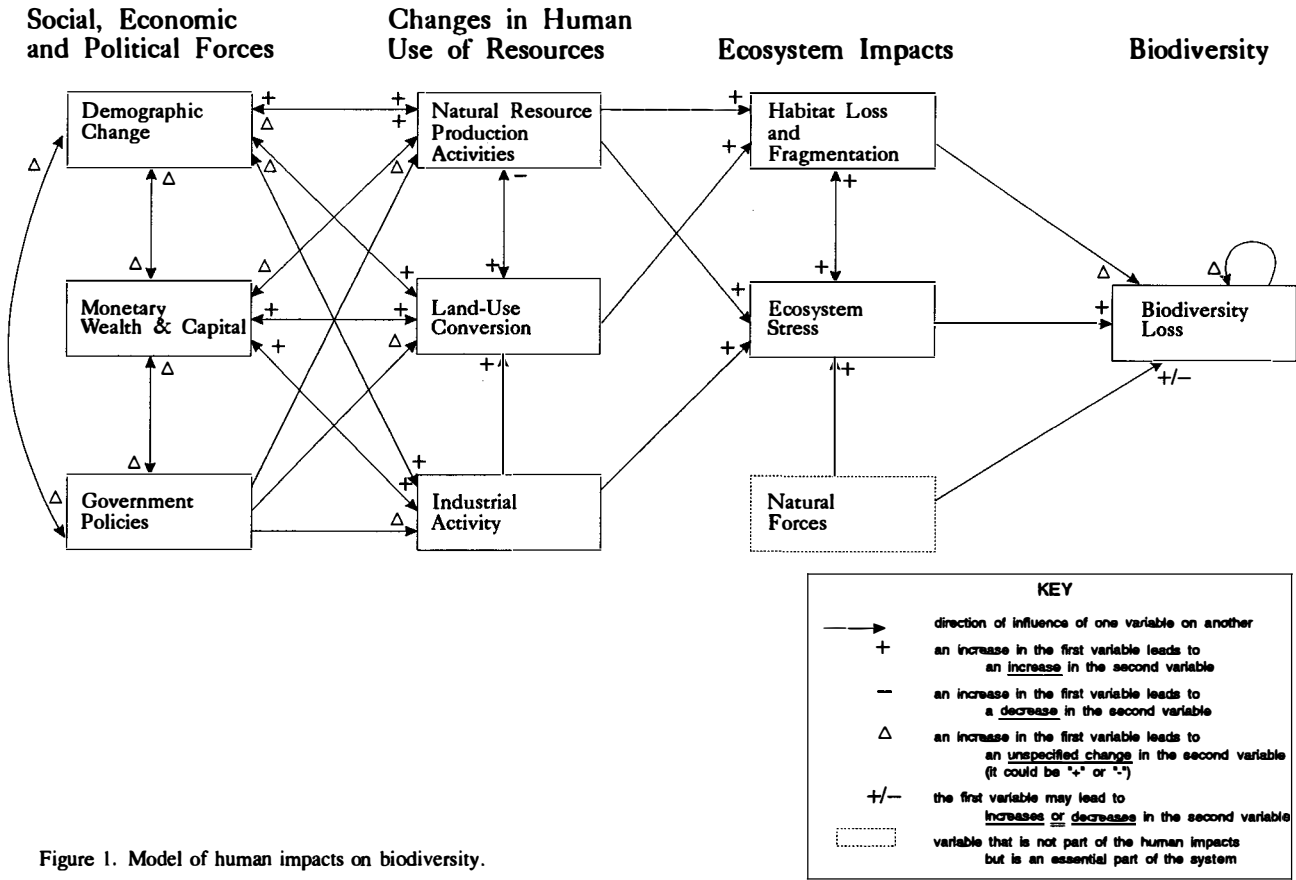 Social, Economic
and Political Forces
Changes in Human
Use of Resources
Ecosystem Impacts
Biodiversity
Demographic
Change
Natural Resource
Production
Activities
Habitat Loss
and
Fragmentation
Monetary
Wealth & Capital
Land-Use
Conversion
Ecosystem
Stress
Biodiversity
Loss
+/−
Government
Policies
Industrial
Activity
Natural
Forces
KEY
direction of influence of one variable on another
+
an increase in the first variable leads to
an increase in the second variable
−
an increase in the first variable leads to
a decrease in the second variable
Δ
an increase in the first variable leads to
an unspecified change in the second variable
(it could be "+" or "-")
+/−
the first variable may lead to
increases or decreases in the second variable
variable that is not part of the human impacts
but is an essential part of the system
Figure 1. Model of human impacts on biodiversity.